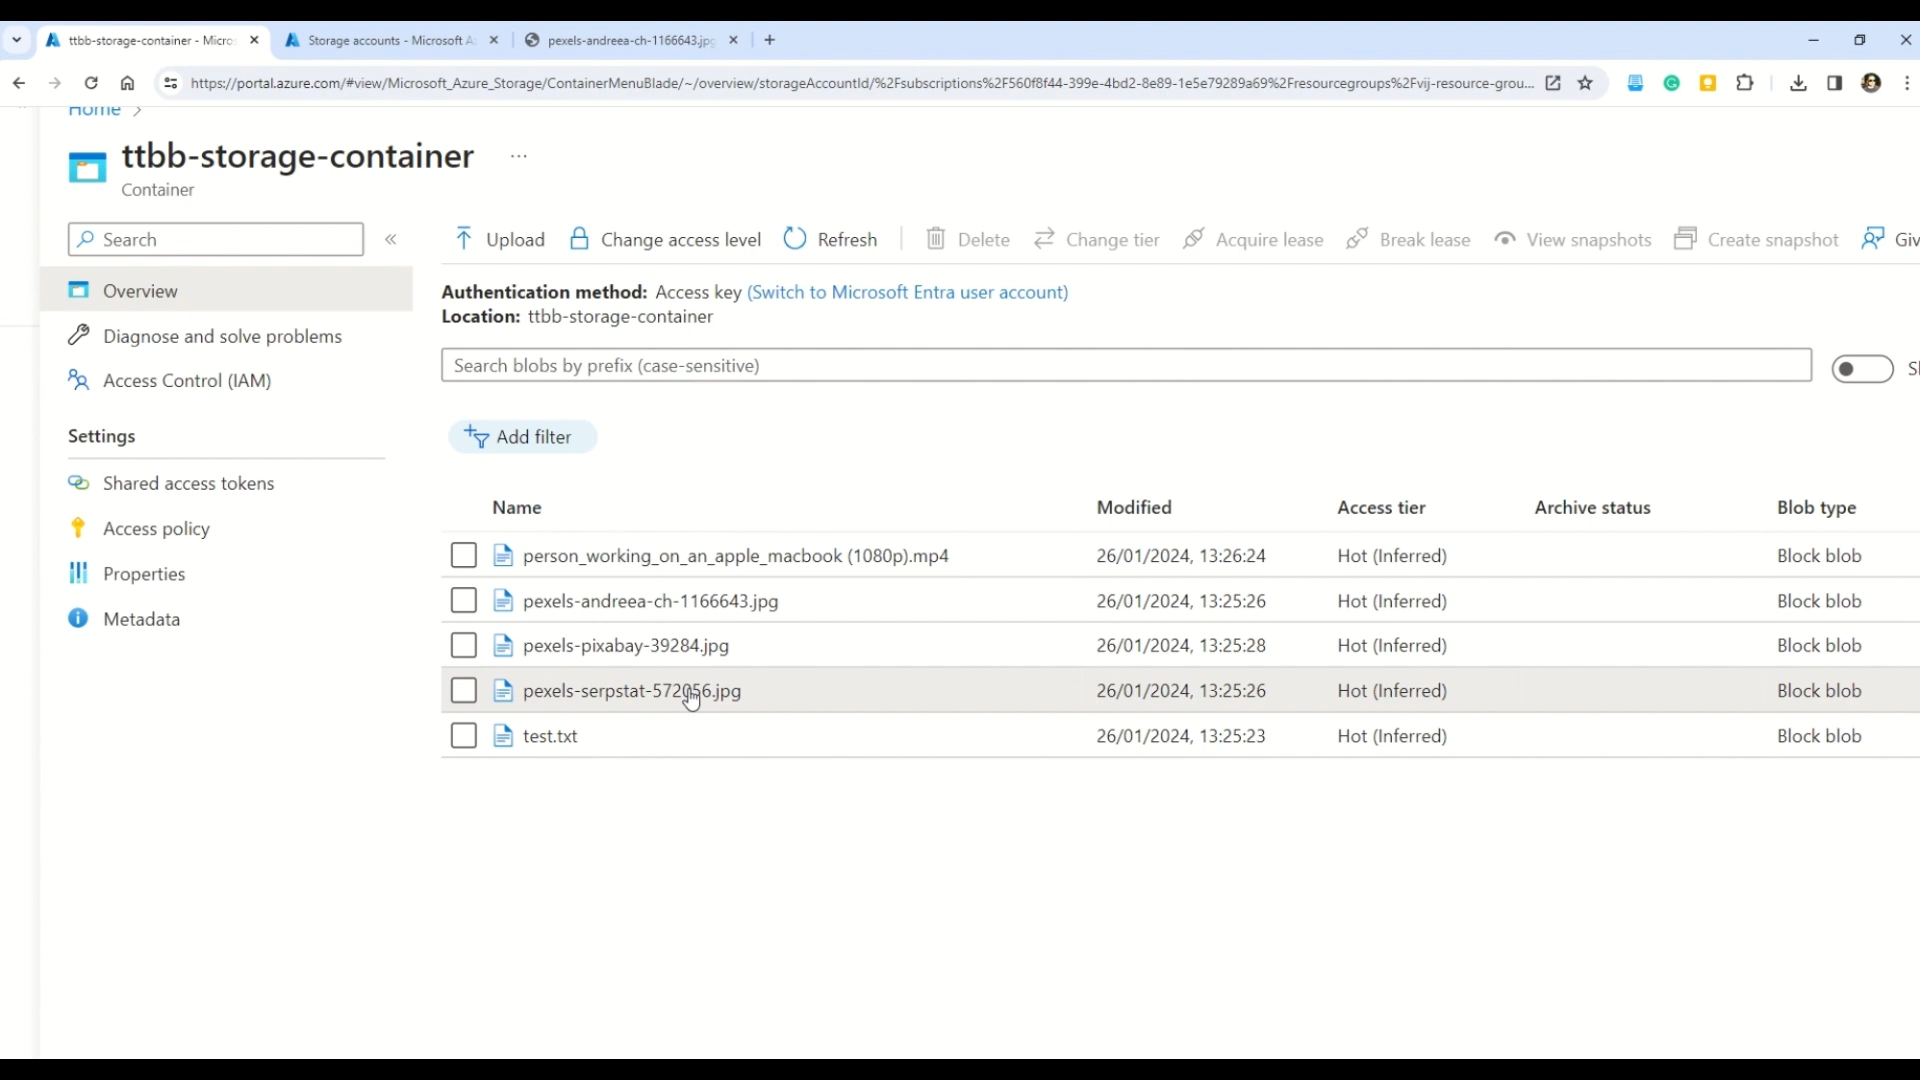 ttbb-storage-container - Micro
Storage accounts - Microsoft A
pexels-andreea-ch-1166643.jpg
https://portal.azure.com/#view/Microsoft_Azure_Storage/ContainerMenuBlade/~/overview/storageAccountId/%2Fsubscriptions%2F560f8f44-399e-4bd2-8e89-1e5e79289a69%2Fresourcegroups%2Fvij-resource-grou...
Home >
ttbb-storage-container ...
Container
Search
Upload Change access level Refresh Delete Change tier Acquire lease Break lease View snapshots Create snapshot Giv
Overview
Diagnose and solve problems
Access Control (IAM)
Settings
Shared access tokens
Access policy
Properties
Metadata
Authentication method: Access key (Switch to Microsoft Entra user account)
Location: ttbb-storage-container
Search blobs by prefix (case-sensitive)
Add filter
Name Modified Access tier Archive status Blob type
person_working_on_an_apple_macbook (1080p).mp4 26/01/2024, 13:26:24 Hot (Inferred) Block blob
pexels-andreea-ch-1166643.jpg 26/01/2024, 13:25:26 Hot (Inferred) Block blob
pexels-pixabay-39284.jpg 26/01/2024, 13:25:28 Hot (Inferred) Block blob
pexels-serpstat-572056.jpg 26/01/2024, 13:25:26 Hot (Inferred) Block blob
test.txt 26/01/2024, 13:25:23 Hot (Inferred) Block blob